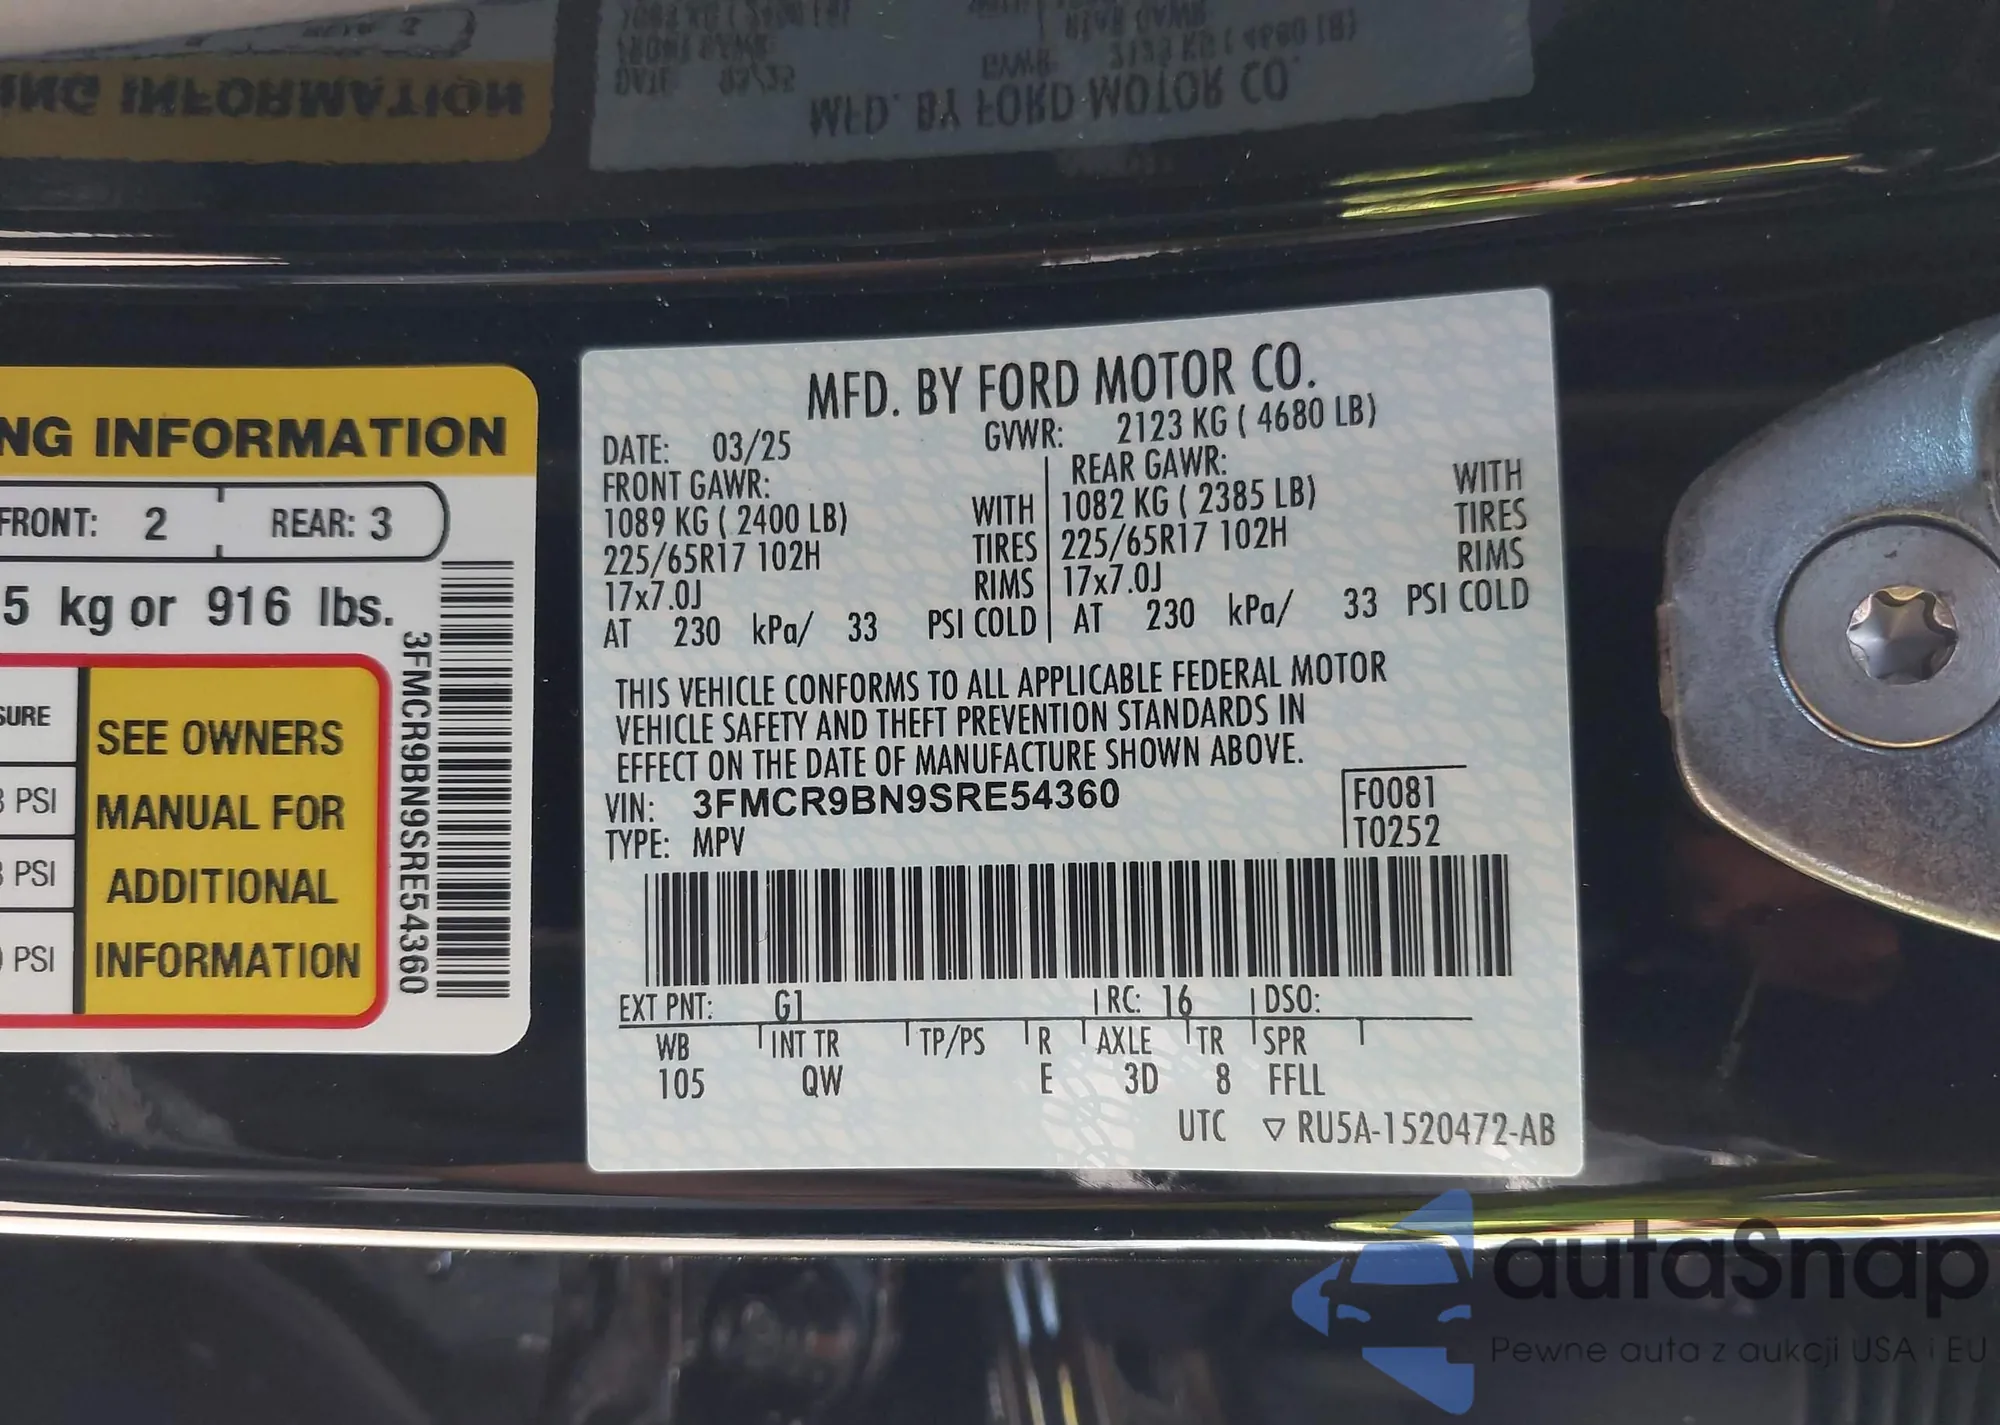 NG INFORMATION
FRONT: 2 REAR: 3
5 kg or 916 lbs.
SURE
PSI
PSI
PSI
SEE OWNERS
MANUAL FOR
ADDITIONAL
INFORMATION
3FMCR9BN9SRE54360
MFD. BY FORD MOTOR CO.
DATE: 03/25 GVWR: 2123 KG ( 4680 LB)
FRONT GAWR: REAR GAWR:
1089 KG ( 2400 LB) WITH 1082 KG ( 2385 LB) WITH
225/65R17 102H TIRES 225/65R17 102H TIRES
17x7.0J RIMS 17x7.0J RIMS
AT 230 kPa/ 33 PSI COLD AT 230 kPa/ 33 PSI COLD
THIS VEHICLE CONFORMS TO ALL APPLICABLE FEDERAL MOTOR
VEHICLE SAFETY AND THEFT PREVENTION STANDARDS IN
EFFECT ON THE DATE OF MANUFACTURE SHOWN ABOVE.
VIN: 3FMCR9BN9SRE54360 F0081
TYPE: MPV T0252
EXT PNT: G1 RC: 16 DSO:
WB INT TR TP/PS R AXLE TR SPR
105 QW E 3D 8 FFLL
UTC ▽ RU5A-1520472-AB
autaSnap
Pewne auta z aukcji USA i EU